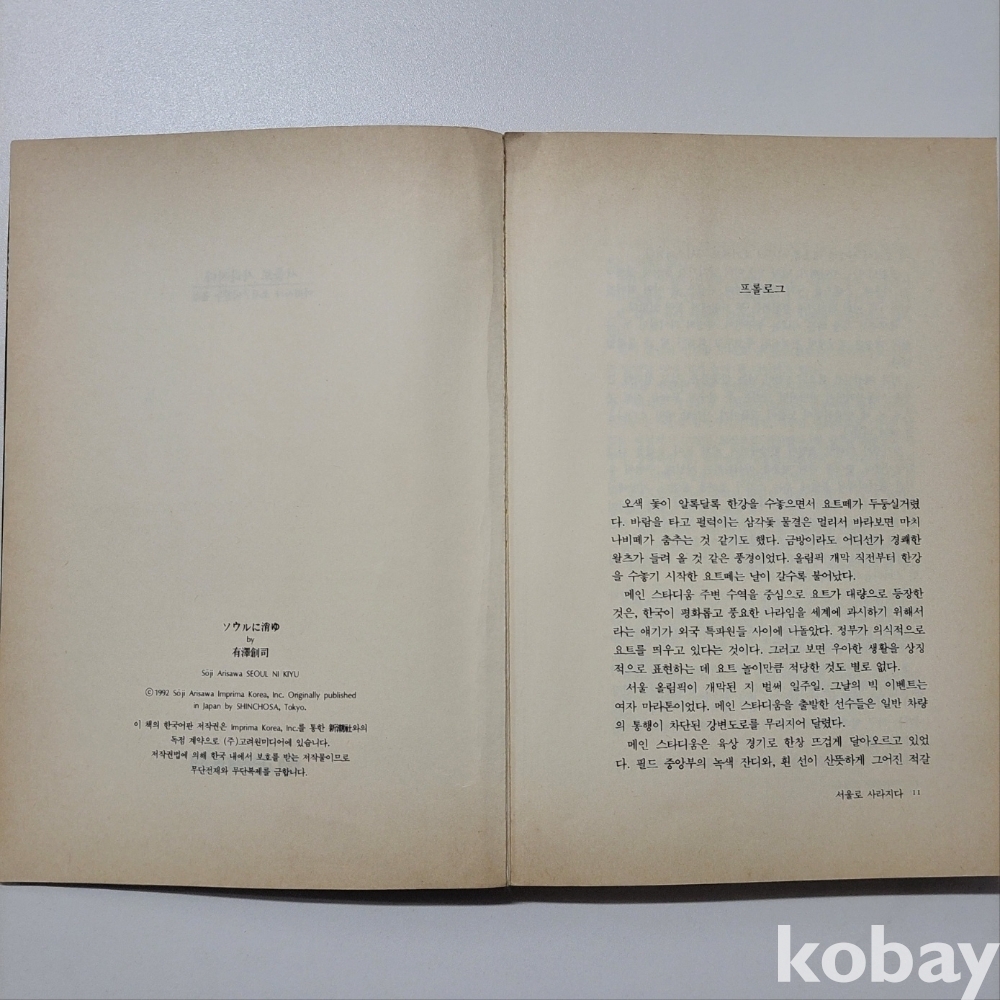 ソウルに消ゆ
by
有澤創司
Sōji Arisawa SEOUL NI KIYU
©1992 Sōji Arisawa Imprima Korea, Inc. Originally published
in Japan by SHINCHOSA, Tokyo.
이 책의 한국어판 저작권은 Imprima Korea, Inc.를 통한 新潮社와의
독점 계약으로 (주)고려원미디어에 있습니다.
저작권법에 의해 한국 내에서 보호를 받는 저작물이므로
무단전재와 무단복제를 금합니다.
프롤로그
오색 돛이 알록달록 한강을 수놓으면서 요트떼가 두둥실거렸
다. 바람을 타고 펄럭이는 삼각돛 물결은 멀리서 바라보면 마치
나비떼가 춤추는 것 같기도 했다. 금방이라도 어디선가 경쾌한
왈츠가 들려 올 것 같은 풍경이었다. 올림픽 개막 직전부터 한강
을 수놓기 시작한 요트떼는 날이 갈수록 불어났다.
메인 스타디움 주변 수역을 중심으로 요트가 대량으로 등장한
것은, 한국이 평화롭고 풍요한 나라임을 세계에 과시하기 위해서
라는 얘기가 외국 특파원들 사이에 나돌았다. 정부가 의식적으로
요트를 띄우고 있다는 것이다. 그러고 보면 우아한 생활을 상징
적으로 표현하는 데 요트 놀이만큼 적당한 것도 별로 없다.
서울 올림픽이 개막된 지 벌써 일주일. 그날의 빅 이벤트는
여자 마라톤이었다. 메인 스타디움을 출발한 선수들은 일반 차량
의 통행이 차단된 강변도로를 무리지어 달렸다.
메인 스타디움은 육상 경기로 한창 뜨겁게 달아오르고 있었
다. 필드 중앙부의 녹색 잔디와, 흰 선이 산뜻하게 그어진 적갈
서울로 사라지다 11
kobay